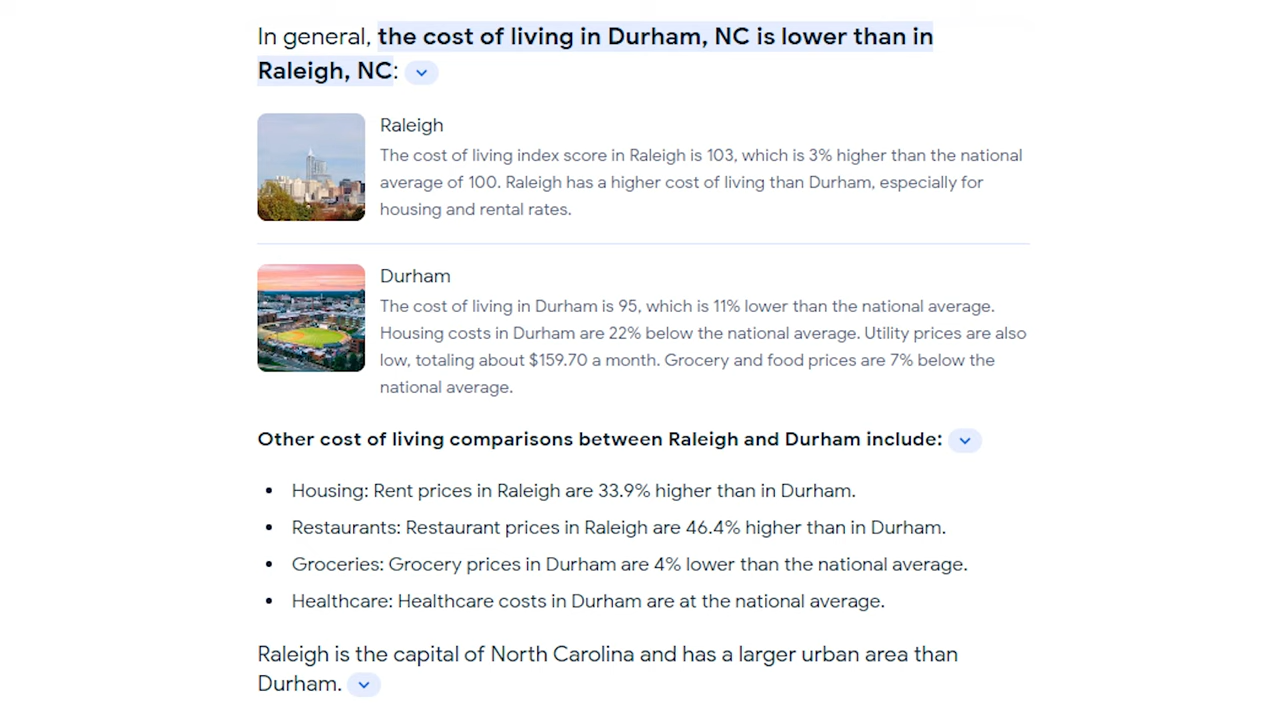 In general, the cost of living in Durham, NC is lower than in
Raleigh, NC:
Raleigh
The cost of living index score in Raleigh is 103, which is 3% higher than the national
average of 100. Raleigh has a higher cost of living than Durham, especially for
housing and rental rates.
Durham
The cost of living in Durham is 95, which is 11% lower than the national average.
Housing costs in Durham are 22% below the national average. Utility prices are also
low, totaling about $159.70 a month. Grocery and food prices are 7% below the
national average.
Other cost of living comparisons between Raleigh and Durham include:
• Housing: Rent prices in Raleigh are 33.9% higher than in Durham.
• Restaurants: Restaurant prices in Raleigh are 46.4% higher than in Durham.
• Groceries: Grocery prices in Durham are 4% lower than the national average.
• Healthcare: Healthcare costs in Durham are at the national average.
Raleigh is the capital of North Carolina and has a larger urban area than
Durham.